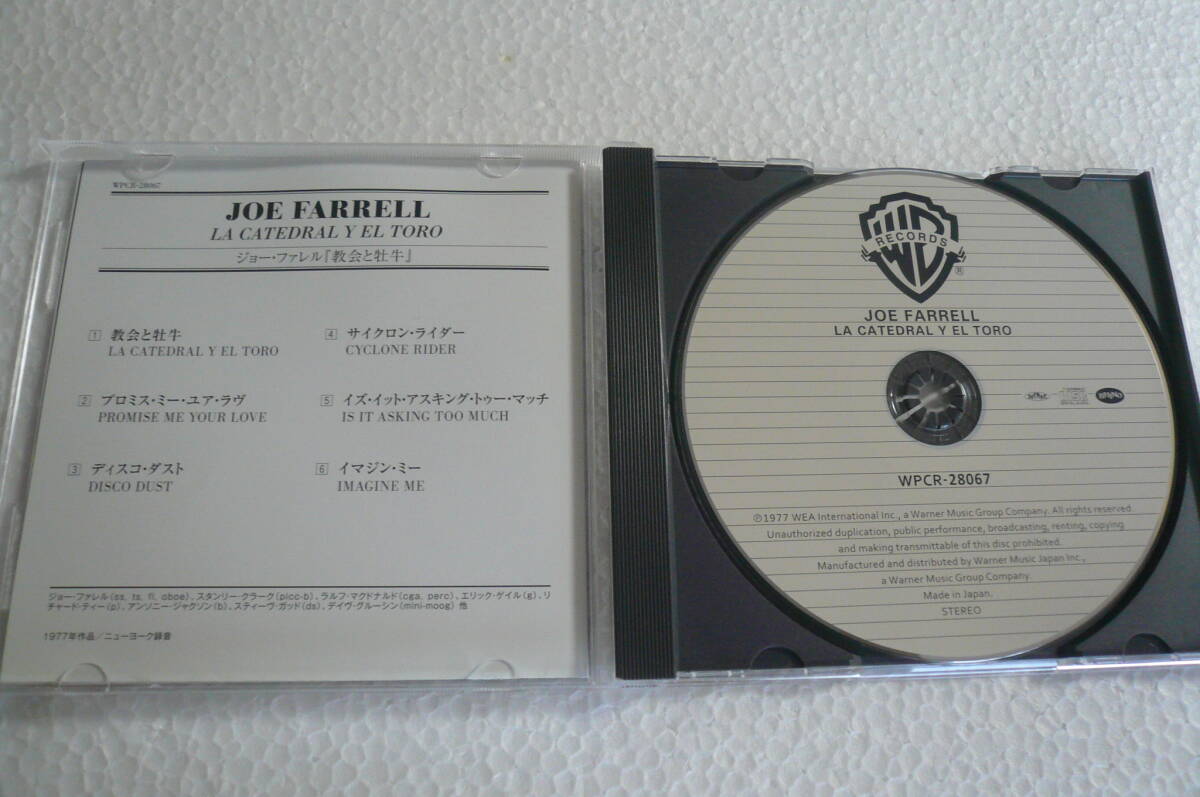 WPCR-28067
JOE FARRELL
LA CATEDRAL Y EL TORO
ジョー・ファレル『教会と牡牛』
1 教会と牡牛
LA CATEDRAL Y EL TORO
2 プロミス・ミー・ユア・ラヴ
PROMISE ME YOUR LOVE
3 ディスコ・ダスト
DISCO DUST
4 サイクロン・ライダー
CYCLONE RIDER
5 イズ・イット・アスキング・トゥー・マッチ
IS IT ASKING TOO MUCH
6 イマジン・ミー
IMAGINE ME
ジョー・ファレル(ss, ts, fl, oboe)、スタンリー・クラーク(picc-b)、ラルフ・マクドナルド(cga, perc)、エリック・ゲイル(g)、リ
チャード・ティー(p)、アンソニー・ジャクソン(b)、スティーヴ・ガッド(ds)、デイヴ・グルーシン(mini-moog) 他
1977年作品／ニューヨーク録音
WB
RECORDS
®
JOE FARRELL
LA CATEDRAL Y EL TORO
WPCR-28067
℗1977 WEA International Inc., a Warner Music Group Company. All rights reserved.
Unauthorized duplication, public performance, broadcasting, renting, copying
and making transmittable of this disc prohibited.
Manufactured and distributed by Warner Music Japan Inc.,
a Warner Music Group Company.
Made in Japan.
STEREO